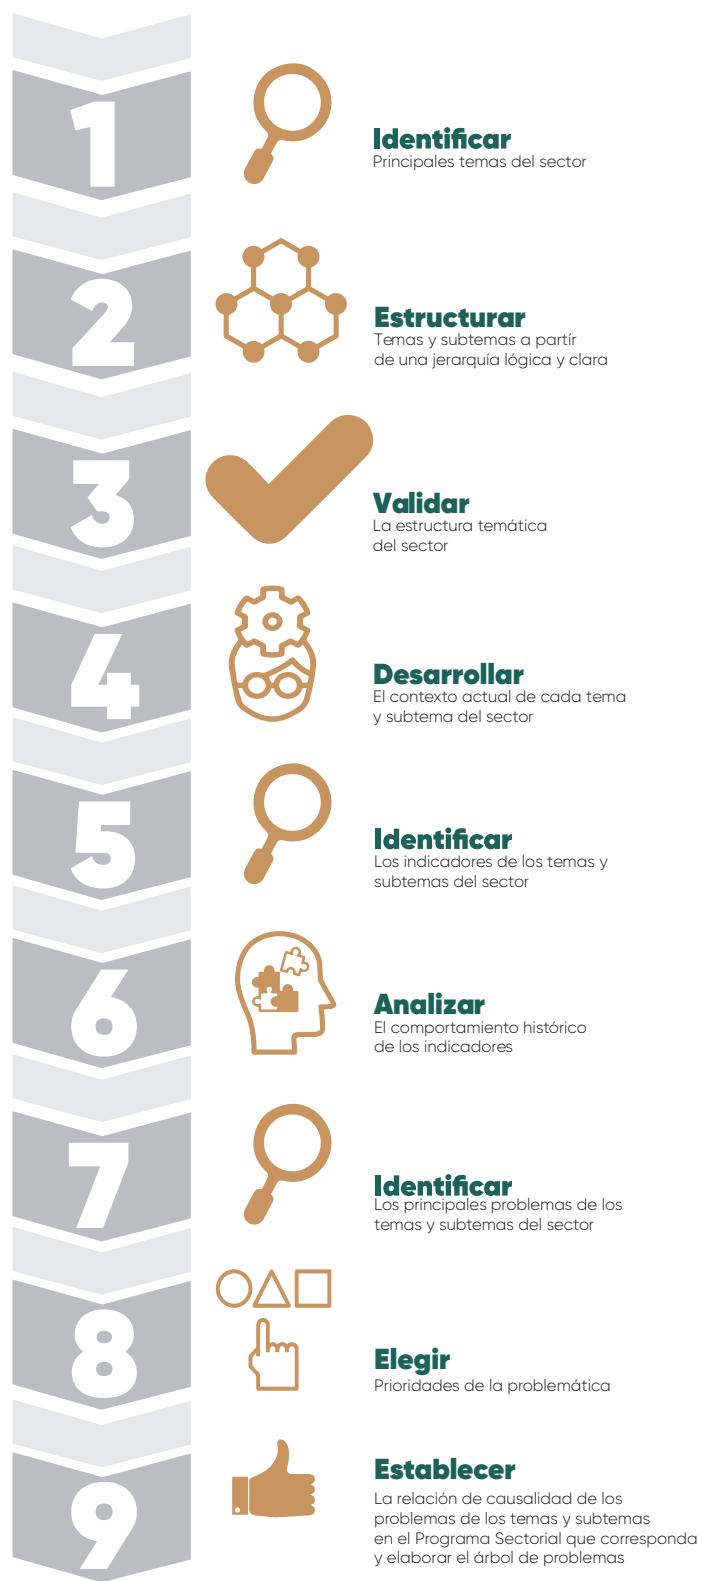 1
Identificar
Principales temas del sector
2
Estructurar
Temas y subtemas a partír
de una jerarquía lógica y clara
3
Validar
La estructura temática
del sector
4
Desarrollar
El contexto actual de cada tema
y subtema del sector
5
Identificar
Los indicadores de los temas y
subtemas del sector
6
Analizar
El comportamiento histórico
de los indicadores
7
Identificar
Los principales problemas de los
temas y subtemas del sector
8
Elegir
Prioridades de la problemática
9
Establecer
La relación de causalidad de los
problemas de los temas y subtemas
en el Programa Sectorial que corresponda
y elaborar el árbol de problemas